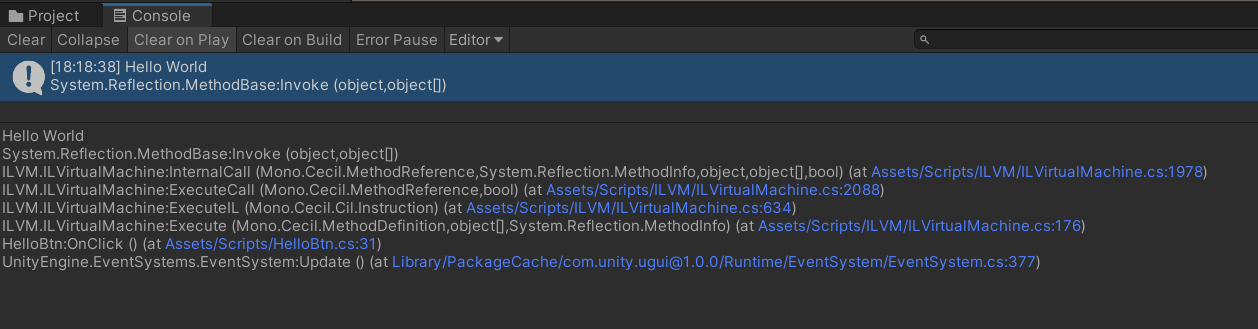 Project Console
Clear Collapse Clear on Play Clear on Build Error Pause Editor
[18:18:38] Hello World
System.Reflection.MethodBase:Invoke (object,object[])
Hello World
System.Reflection.MethodBase:Invoke (object,object[])
ILVM.ILVirtualMachine:InternalCall (Mono.Cecil.MethodReference,System.Reflection.MethodInfo,object,object[],bool) (at Assets/Scripts/ILVM/ILVirtualMachine.cs:1978)
ILVM.ILVirtualMachine:ExecuteCall (Mono.Cecil.MethodReference,bool) (at Assets/Scripts/ILVM/ILVirtualMachine.cs:2088)
ILVM.ILVirtualMachine:ExecuteIL (Mono.Cecil.Cil.Instruction) (at Assets/Scripts/ILVM/ILVirtualMachine.cs:634)
ILVM.ILVirtualMachine:Execute (Mono.Cecil.MethodDefinition,object[],System.Reflection.MethodInfo) (at Assets/Scripts/ILVM/ILVirtualMachine.cs:176)
HelloBtn:OnClick () (at Assets/Scripts/HelloBtn.cs:31)
UnityEngine.EventSystems.EventSystem:Update () (at Library/PackageCache/com.unity.ugui@1.0.0/Runtime/EventSystem/EventSystem.cs:377)